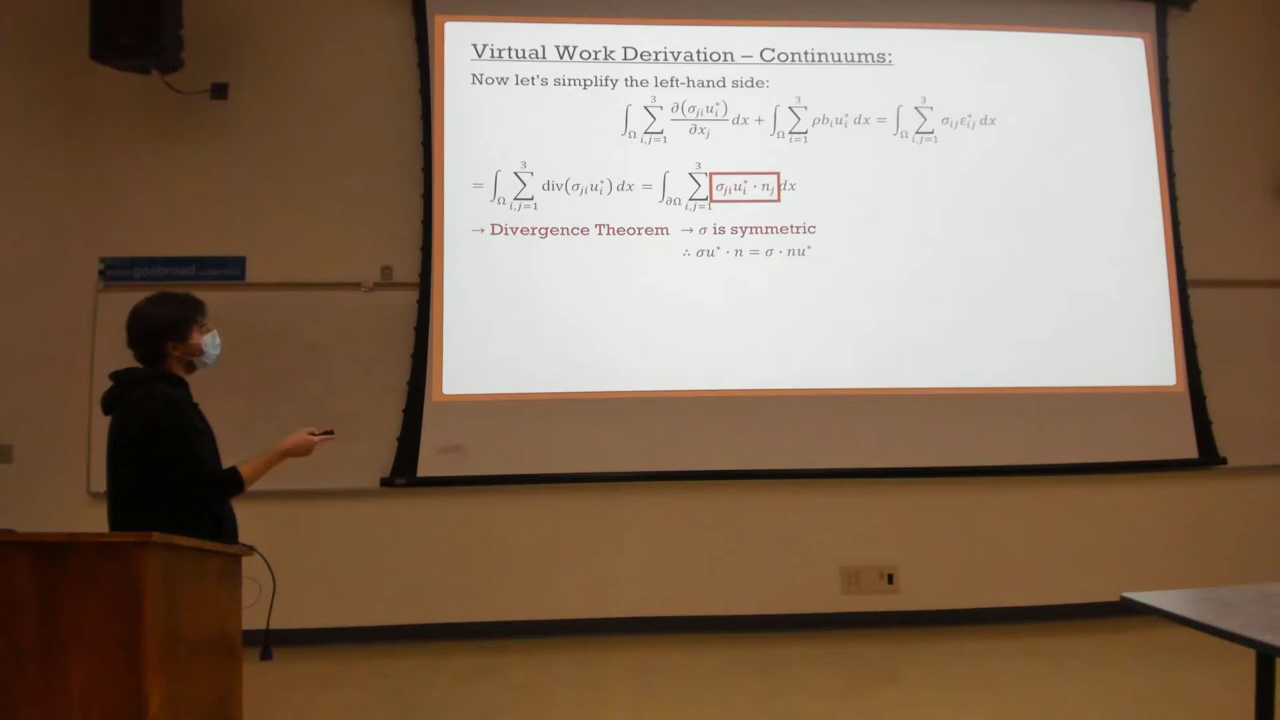 Virtual Work Derivation – Continuums:
Now let's simplify the left-hand side:
∫_Ω ∑_{i,j=1}^{3} ∂(σ_{ji}u_i^*)/∂x_j dx + ∫_Ω ∑_{i=1}^{3} ρb_iu_i^* dx = ∫_Ω ∑_{i,j=1}^{3} σ_{ij}ε_{ij}^* dx
= ∫_Ω ∑_{i,j=1}^{3} div(σ_{ji}u_i^*) dx = ∫_{∂Ω} ∑_{i,j=1}^{3} σ_{ji}u_i^* · n_j dx
→ Divergence Theorem → σ is symmetric
∴ σu^* · n = σ · nu^*
goabroad